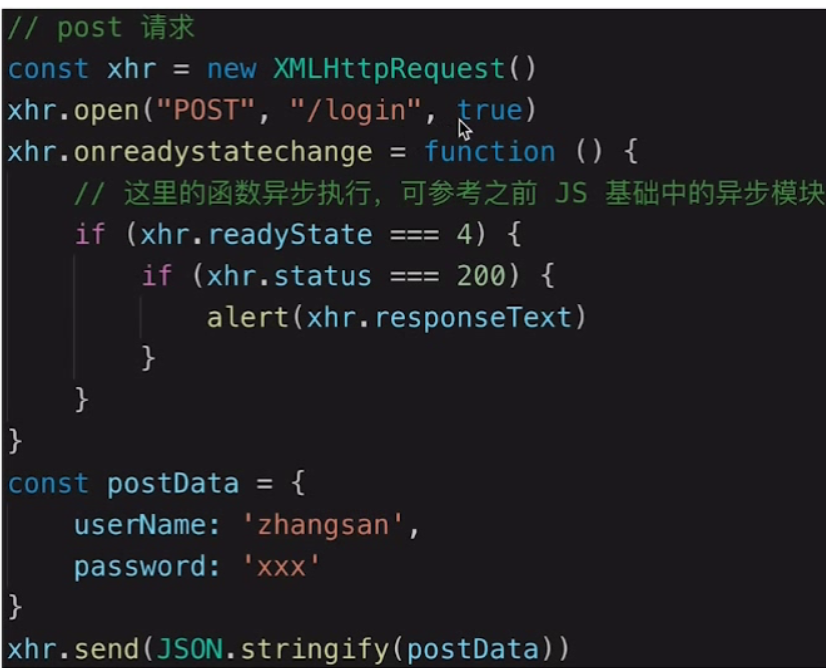 // post 请求
const xhr = new XMLHttpRequest()
xhr.open("POST", "/login", true)
xhr.onreadystatechange = function () {
    // 这里的函数异步执行，可参考之前 JS 基础中的异步模块
    if (xhr.readyState === 4) {
        if (xhr.status === 200) {
            alert(xhr.responseText)
        }
    }
}
const postData = {
    userName: 'zhangsan',
    password: 'xxx'
}
xhr.send(JSON.stringify(postData))